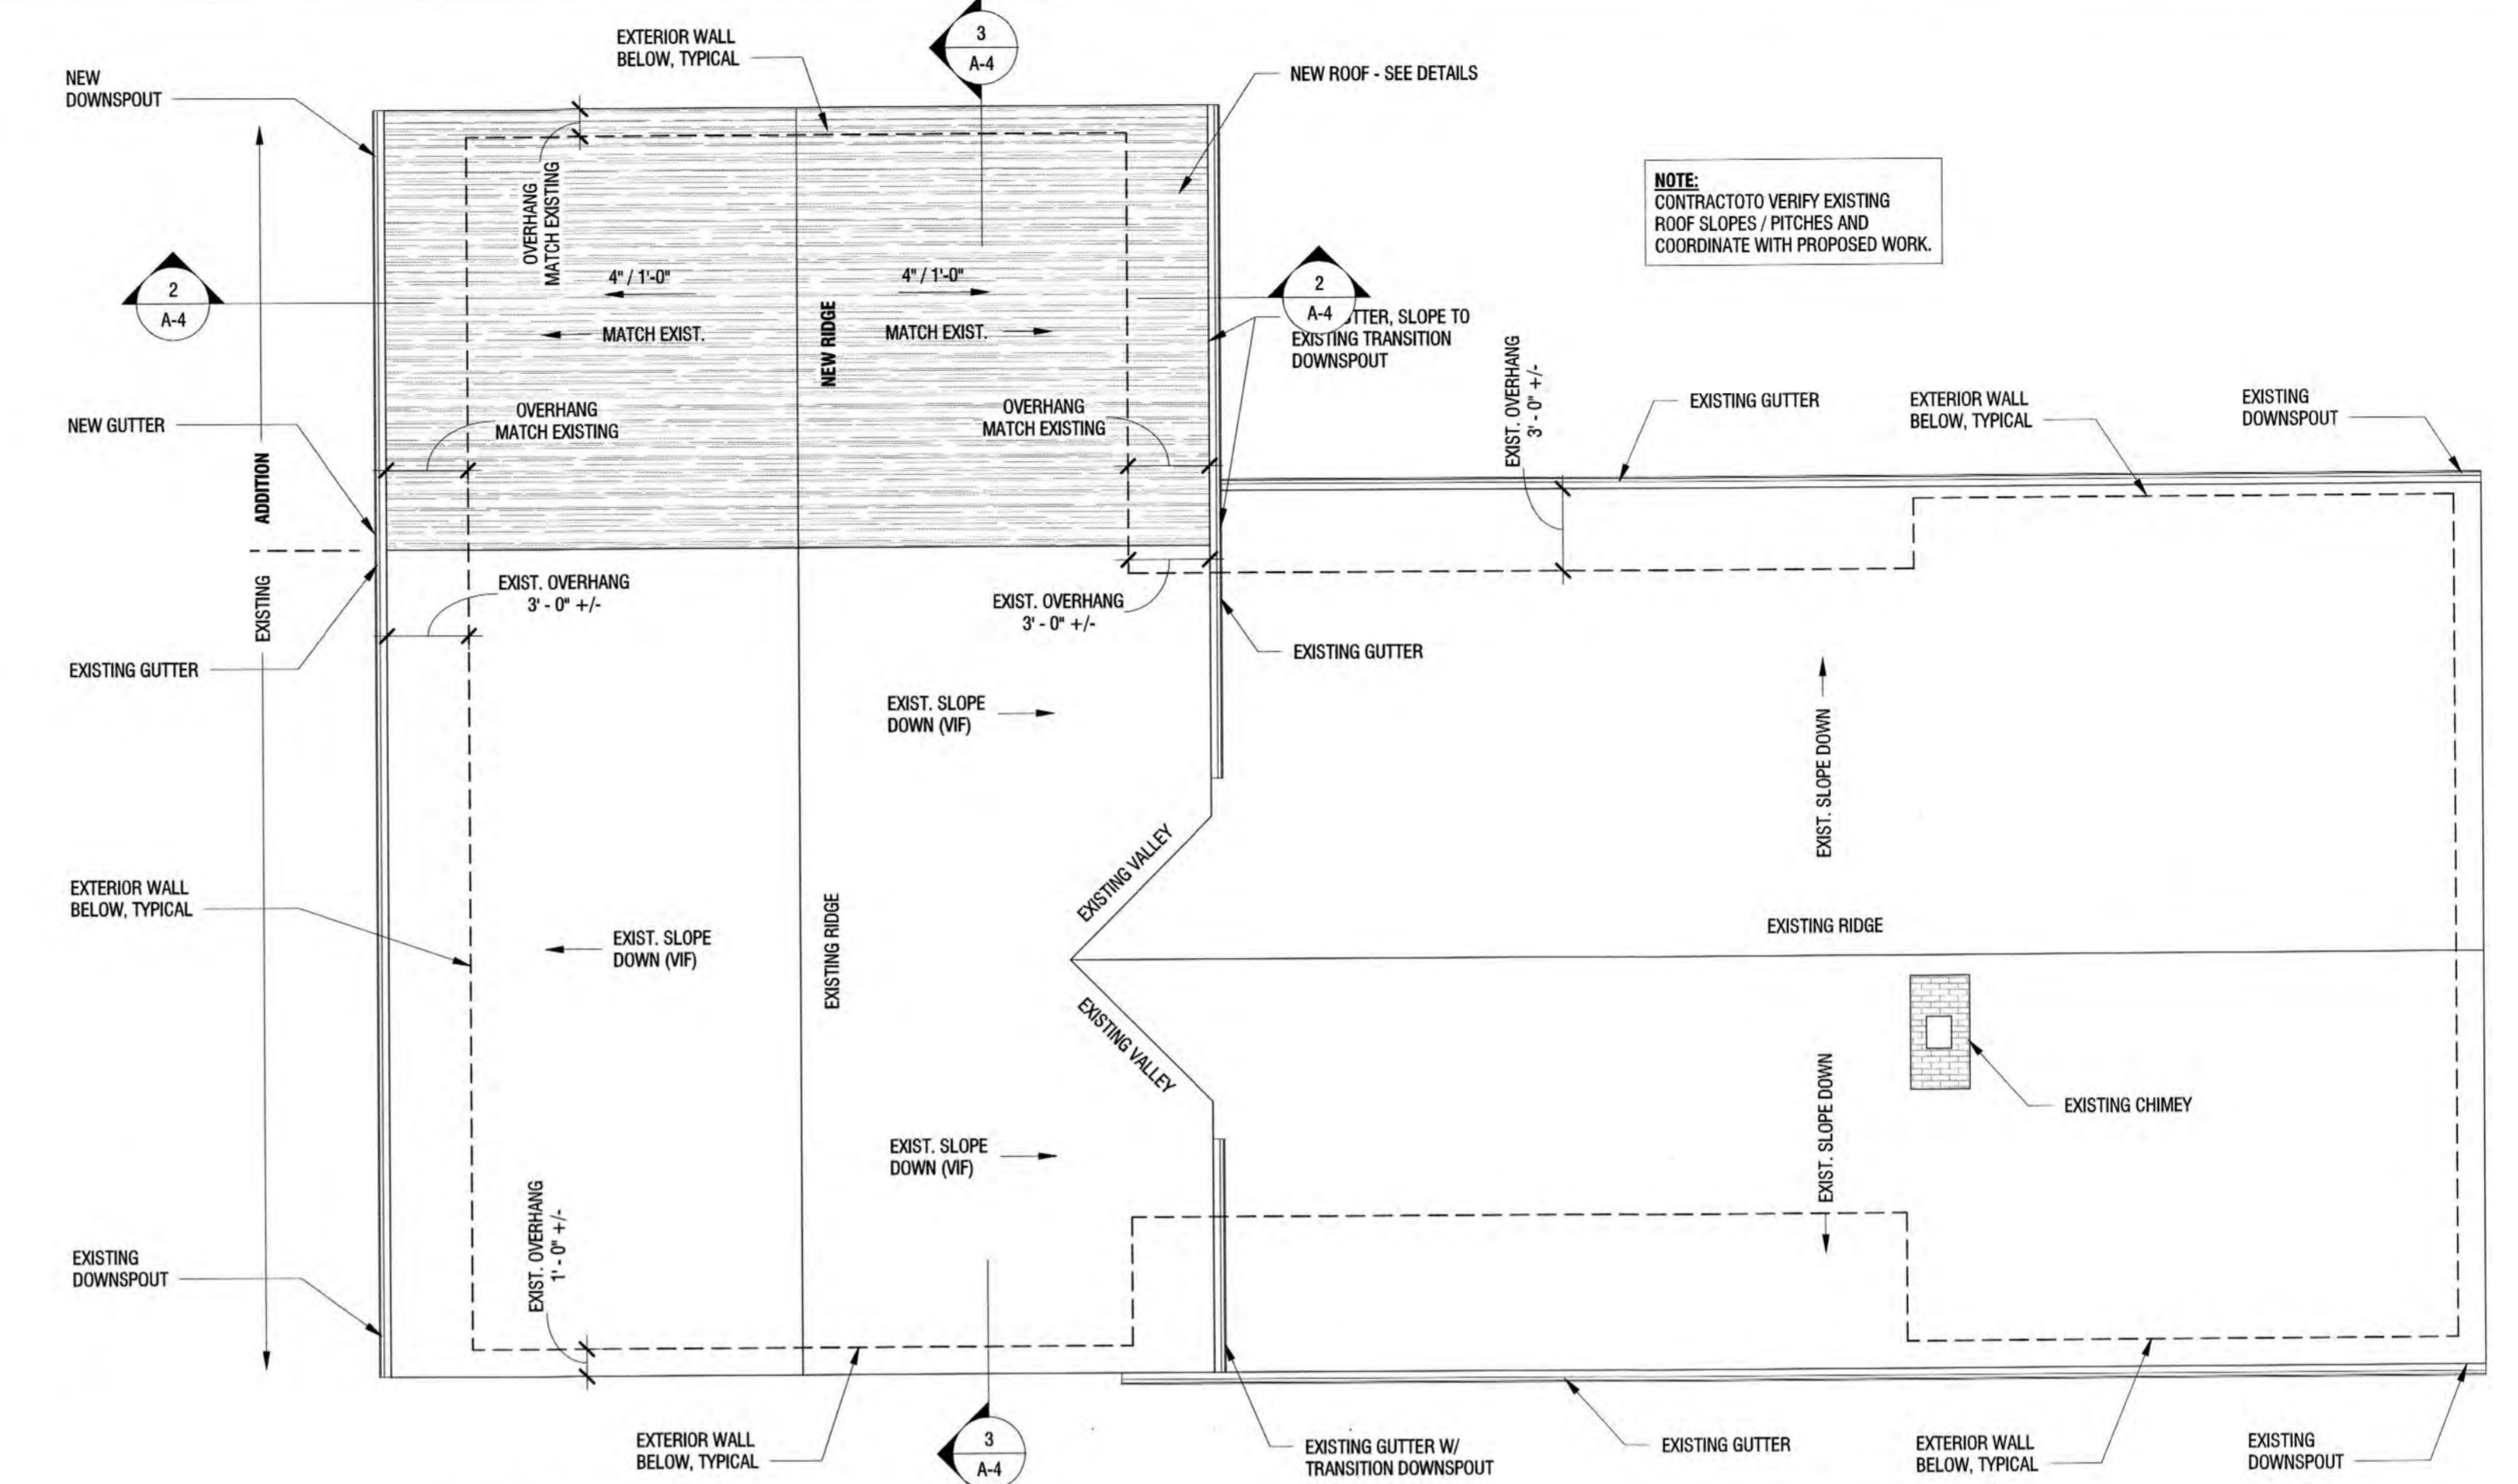 EXTERIOR WALL
BELOW, TYPICAL
3
A-4
NEW
DOWNSPOUT
NEW ROOF - SEE DETAILS
NOTE:
CONTRACTOTO VERIFY EXISTING
ROOF SLOPES / PITCHES AND
COORDINATE WITH PROPOSED WORK.
OVERHANG
MATCH EXISTING
2
A-4
4" / 1'-0"
4" / 1'-0"
MATCH EXIST.
MATCH EXIST.
NEW RIDGE
2
A-4
TTER, SLOPE TO
EXISTING TRANSITION
DOWNSPOUT
NEW GUTTER
ADDITION
EXISTING
OVERHANG
MATCH EXISTING
OVERHANG
MATCH EXISTING
EXIST. OVERHANG
3' - 0" +/-
EXISTING GUTTER
EXTERIOR WALL
BELOW, TYPICAL
EXISTING
DOWNSPOUT
EXIST. OVERHANG
3' - 0" +/-
EXIST. OVERHANG
3' - 0" +/-
EXISTING GUTTER
EXISTING GUTTER
EXIST. SLOPE
DOWN (VIF)
EXIST. SLOPE DOWN
EXISTING VALLEY
EXTERIOR WALL
BELOW, TYPICAL
EXIST. SLOPE
DOWN (VIF)
EXISTING RIDGE
EXISTING RIDGE
EXISTING VALLEY
EXISTING CHIMEY
EXIST. SLOPE DOWN
EXIST. SLOPE
DOWN (VIF)
EXIST. OVERHANG
1' - 0" +/-
EXISTING
DOWNSPOUT
EXTERIOR WALL
BELOW, TYPICAL
3
A-4
EXISTING GUTTER W/
TRANSITION DOWNSPOUT
EXISTING GUTTER
EXTERIOR WALL
BELOW, TYPICAL
EXISTING
DOWNSPOUT